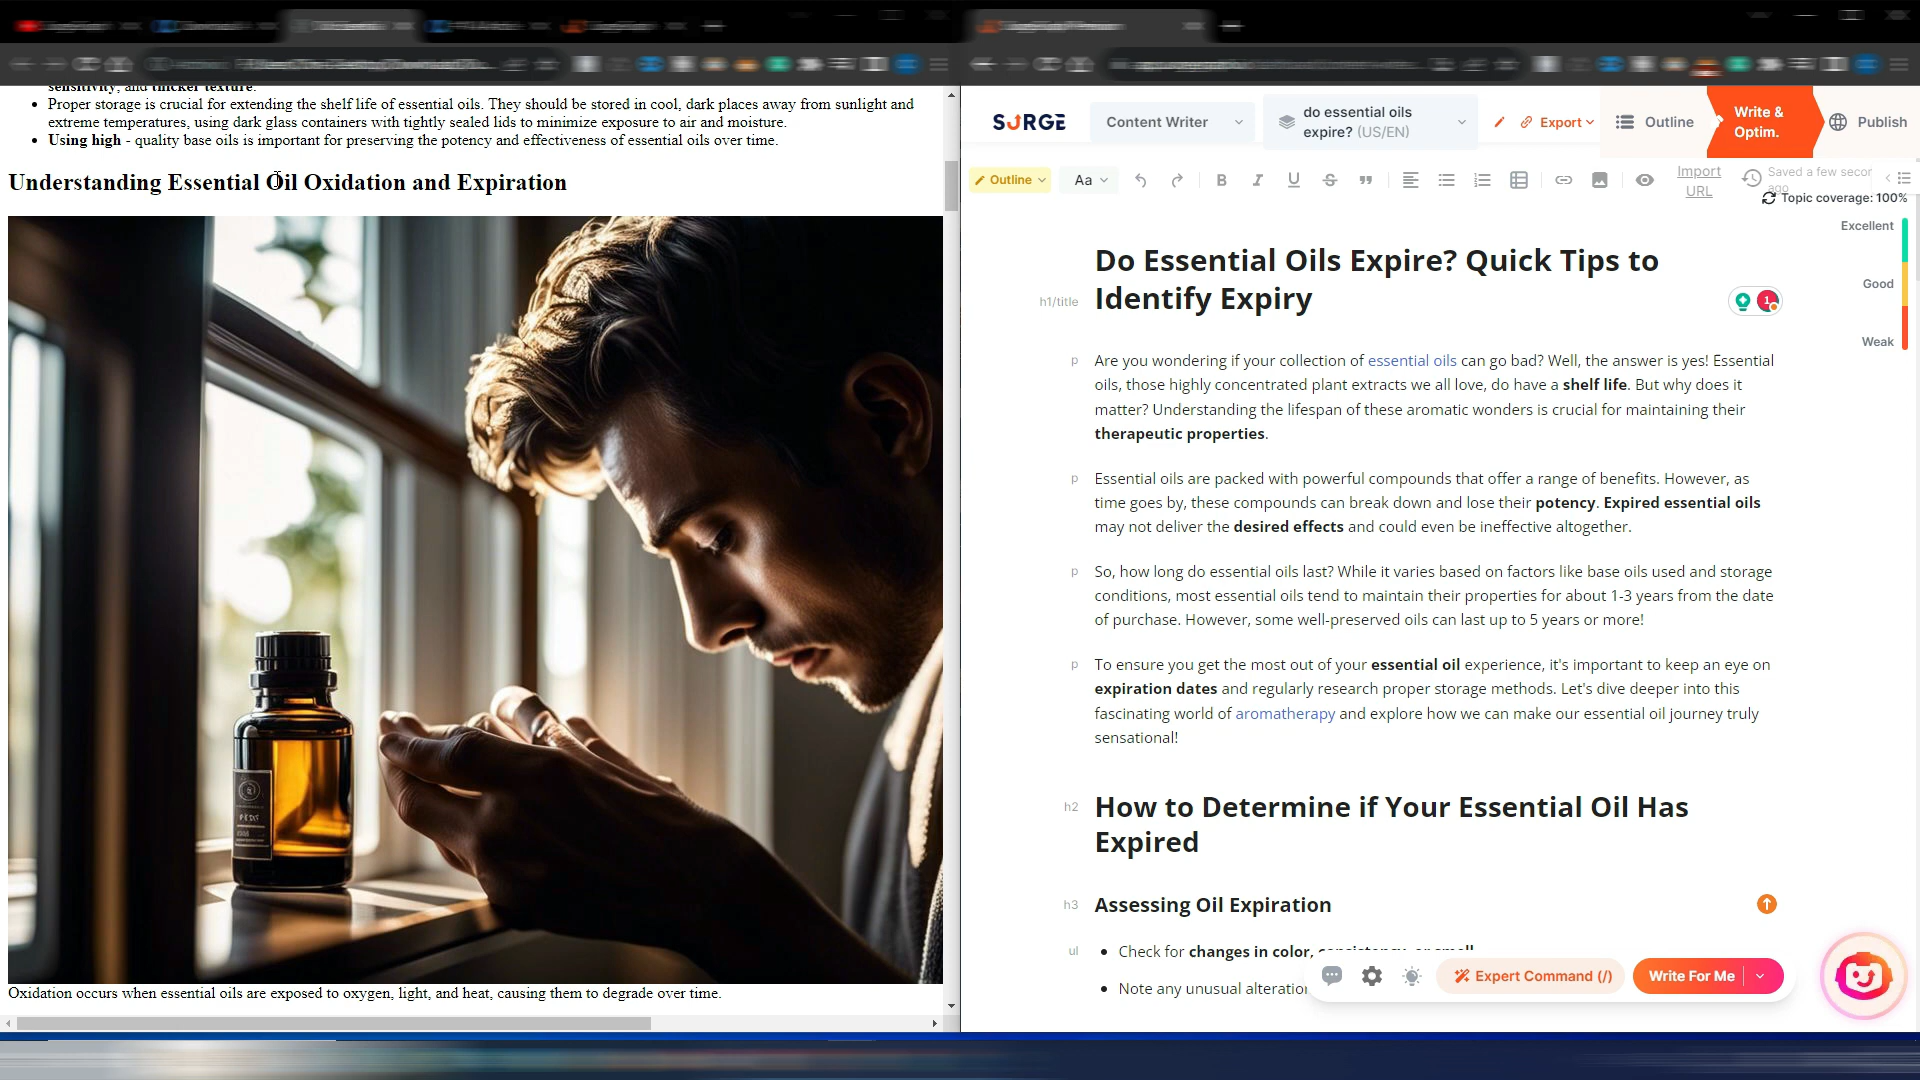 sensitivity, and thicker texture.
Proper storage is crucial for extending the shelf life of essential oils. They should be stored in cool, dark places away from sunlight and
extreme temperatures, using dark glass containers with tightly sealed lids to minimize exposure to air and moisture.
Using high - quality base oils is important for preserving the potency and effectiveness of essential oils over time.
Understanding Essential Oil Oxidation and Expiration
Oxidation occurs when essential oils are exposed to oxygen, light, and heat, causing them to degrade over time.
SURGE
Content Writer
do essential oils
expire? (US/EN)
Export
Outline
Write &
Optim.
Publish
Outline
Aa
Import
URL
Saved a few secon
ago
Topic coverage: 100%
Excellent
Good
Weak
h1/title
Do Essential Oils Expire? Quick Tips to
Identify Expiry
1
p
Are you wondering if your collection of essential oils can go bad? Well, the answer is yes! Essential
oils, those highly concentrated plant extracts we all love, do have a shelf life. But why does it
matter? Understanding the lifespan of these aromatic wonders is crucial for maintaining their
therapeutic properties.
p
Essential oils are packed with powerful compounds that offer a range of benefits. However, as
time goes by, these compounds can break down and lose their potency. Expired essential oils
may not deliver the desired effects and could even be ineffective altogether.
p
So, how long do essential oils last? While it varies based on factors like base oils used and storage
conditions, most essential oils tend to maintain their properties for about 1-3 years from the date
of purchase. However, some well-preserved oils can last up to 5 years or more!
p
To ensure you get the most out of your essential oil experience, it's important to keep an eye on
expiration dates and regularly research proper storage methods. Let's dive deeper into this
fascinating world of aromatherapy and explore how we can make our essential oil journey truly
sensational!
h2
How to Determine if Your Essential Oil Has
Expired
h3
Assessing Oil Expiration
ul
Check for changes in color, consistency, or smell
Note any unusual alteration
Expert Command (/)
Write For Me